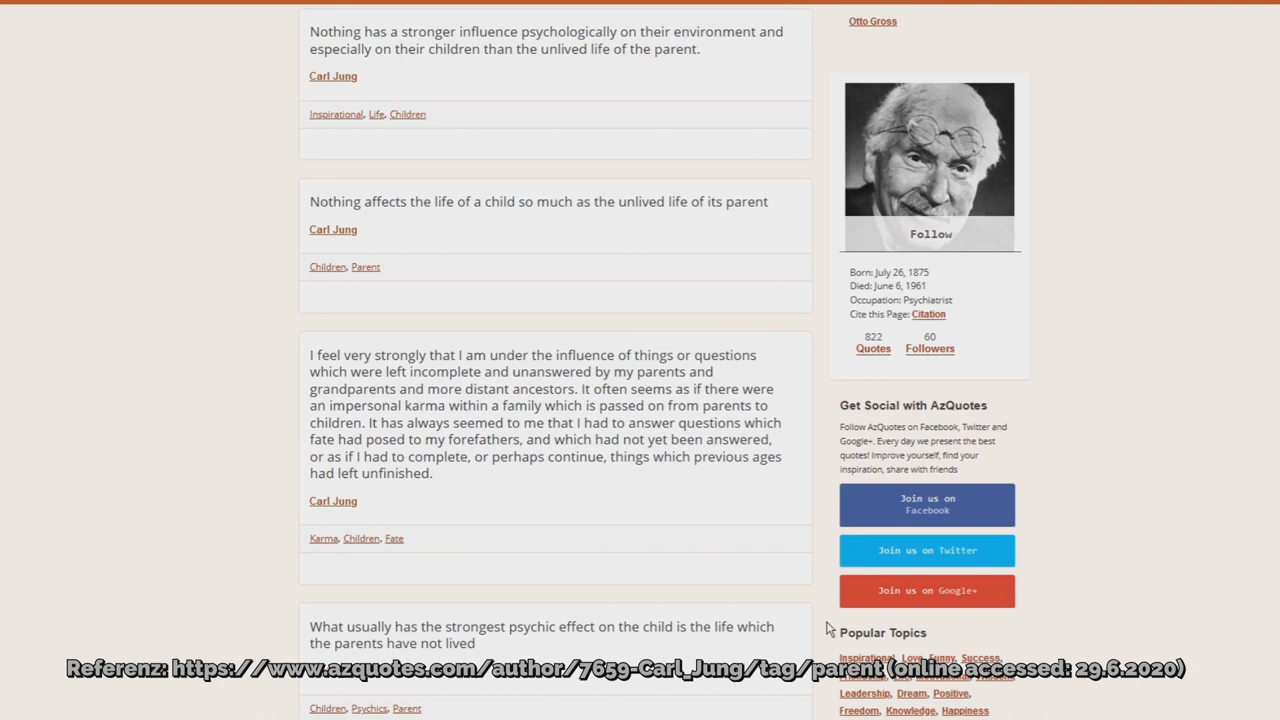 Nothing has a stronger influence psychologically on their environment and
especially on their children than the unlived life of the parent.
Carl Jung
Inspirational, Life, Children
Nothing affects the life of a child so much as the unlived life of its parent
Carl Jung
Children, Parent
I feel very strongly that I am under the influence of things or questions
which were left incomplete and unanswered by my parents and
grandparents and more distant ancestors. It often seems as if there were
an impersonal karma within a family which is passed on from parents to
children. It has always seemed to me that I had to answer questions which
fate had posed to my forefathers, and which had not yet been answered,
or as if I had to complete, or perhaps continue, things which previous ages
had left unfinished.
Carl Jung
Karma, Children, Fate
What usually has the strongest psychic effect on the child is the life which
the parents have not lived
Children, Psychics, Parent
Otto Gross
Follow
Born: July 26, 1875
Died: June 6, 1961
Occupation: Psychiatrist
Cite this Page: Citation
822 60
Quotes Followers
Get Social with AzQuotes
Follow AzQuotes on Facebook, Twitter and
Google+. Every day we present the best
quotes! Improve yourself, find your
inspiration, share with friends
Join us on
Facebook
Join us on Twitter
Join us on Google+
Popular Topics
Inspirational, Love, Funny, Success,
Leadership, Dream, Positive,
Freedom, Knowledge, Happiness
Referenz: https://www.azquotes.com/author/7659-Carl_Jung/tag/parent (online accessed: 29.6.2020)